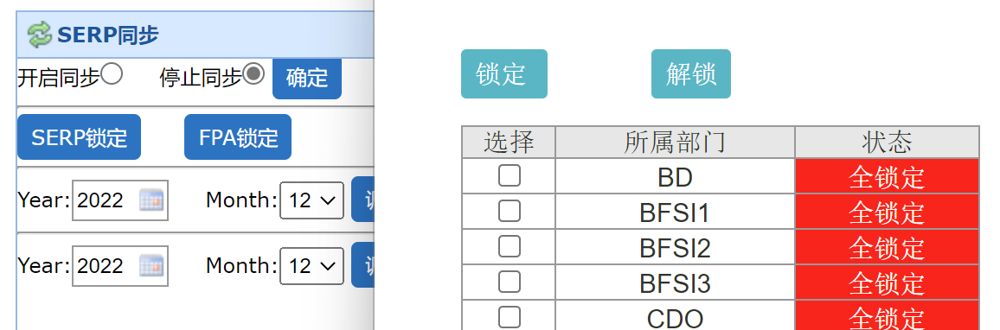 SERP同步
开启同步 停止同步 确定
SERP锁定 FPA锁定
Year: 2022 Month: 12
Year: 2022 Month: 12
锁定 解锁
选择 所属部门 状态
BD 全锁定
BFSI1 全锁定
BFSI2 全锁定
BFSI3 全锁定
CDO 全锁定